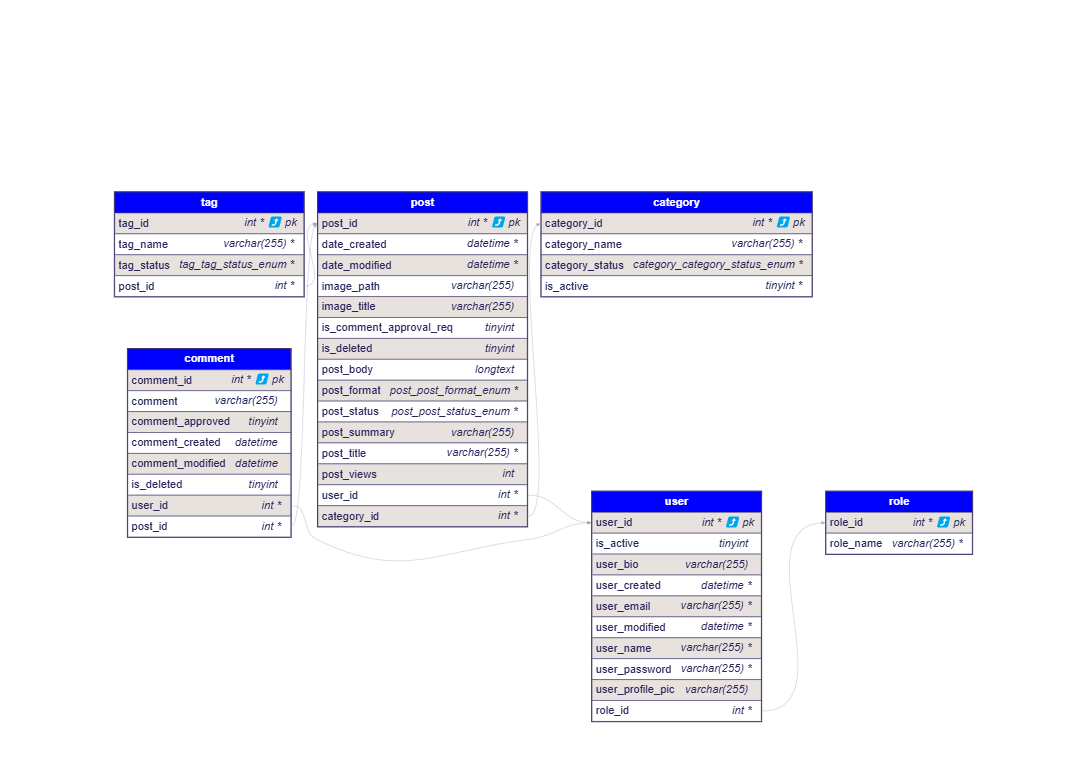 tag
tag_id int * ⤴ pk
tag_name varchar(255) *
tag_status tag_tag_status_enum *
post_id int *
post
post_id int * ⤴ pk
date_created datetime *
date_modified datetime *
image_path varchar(255)
image_title varchar(255)
is_comment_approval_req tinyint
is_deleted tinyint
post_body longtext
post_format post_post_format_enum *
post_status post_post_status_enum *
post_summary varchar(255)
post_title varchar(255) *
post_views int
user_id int *
category_id int *
category
category_id int * ⤴ pk
category_name varchar(255) *
category_status category_category_status_enum *
is_active tinyint *
comment
comment_id int * ⤴ pk
comment varchar(255)
comment_approved tinyint
comment_created datetime
comment_modified datetime
is_deleted tinyint
user_id int *
post_id int *
user
user_id int * ⤴ pk
is_active tinyint
user_bio varchar(255)
user_created datetime *
user_email varchar(255) *
user_modified datetime *
user_name varchar(255) *
user_password varchar(255) *
user_profile_pic varchar(255)
role_id int *
role
role_id int * ⤴ pk
role_name varchar(255) *